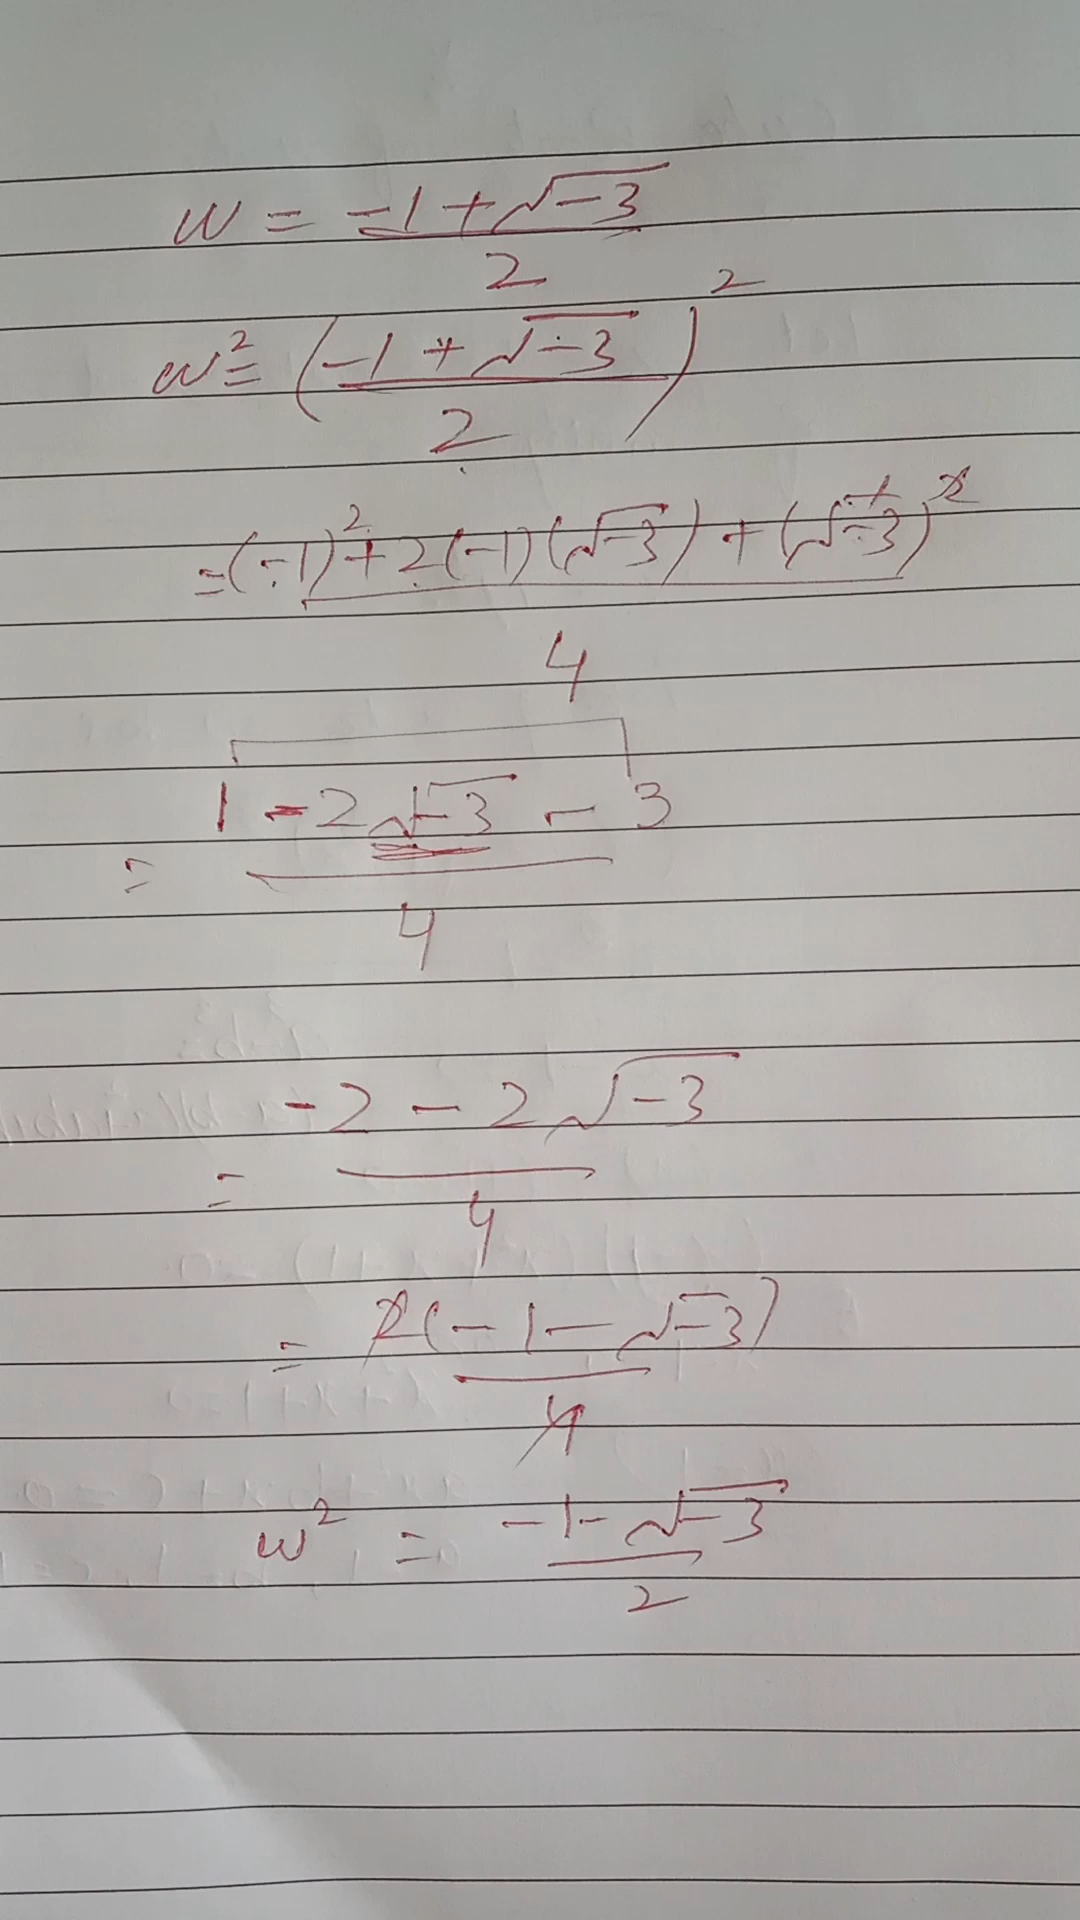 w = (-1 + √-3)/2
w² = ((-1 + √-3)/2)²
= ((-1)² + 2(-1)(√-3) + (√-3)²)/4
= (1 - 2√-3 - 3)/4
= (-2 - 2√-3)/4
= 2(-1 - √-3)/4
w² = (-1 - √-3)/2